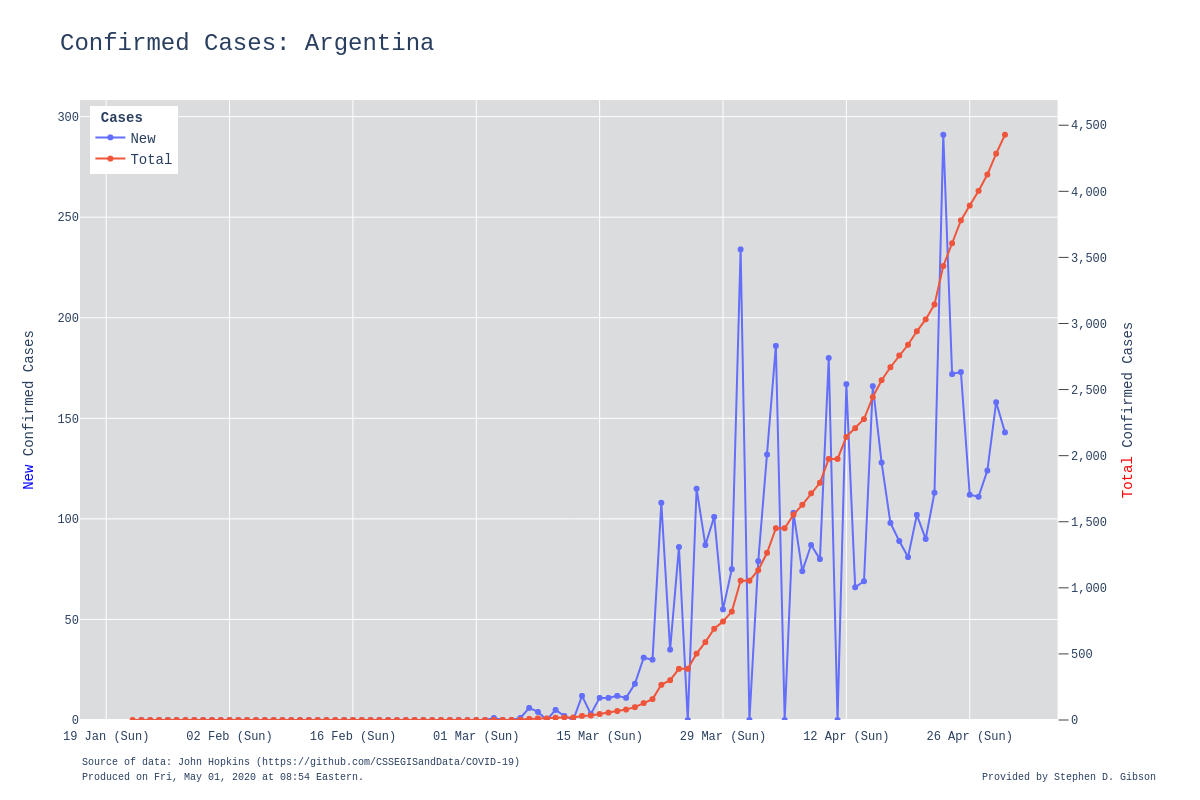 Confirmed Cases: Argentina
Cases
New
Total
300
250
200
150
100
50
0
4,500
4,000
3,500
3,000
2,500
2,000
1,500
1,000
500
0
New Confirmed Cases
Total Confirmed Cases
19 Jan (Sun) 02 Feb (Sun) 16 Feb (Sun) 01 Mar (Sun) 15 Mar (Sun) 29 Mar (Sun) 12 Apr (Sun) 26 Apr (Sun)
Source of data: John Hopkins (https://github.com/CSSEGISandData/COVID-19)
Produced on Fri, May 01, 2020 at 08:54 Eastern.
Provided by Stephen D. Gibson